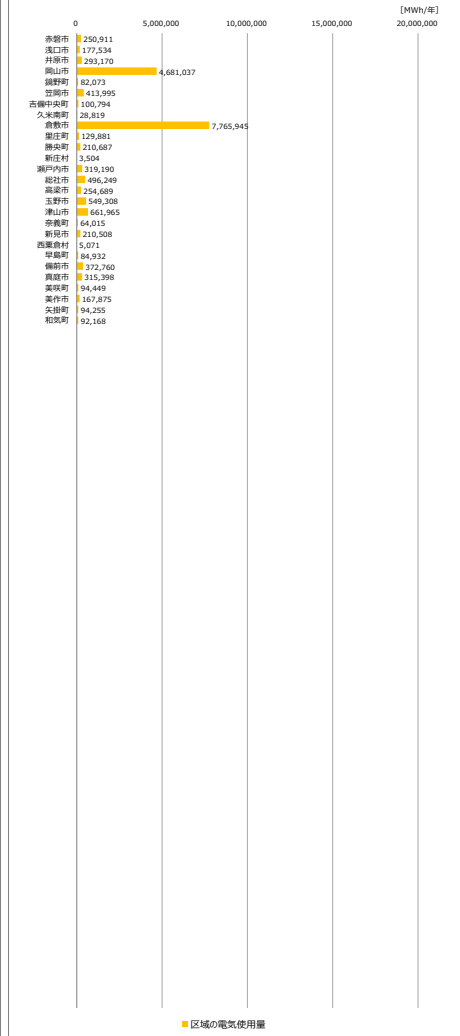 [MWh/年]
0 5,000,000 10,000,000 15,000,000 20,000,000
赤磐市 250,911
浅口市 177,534
井原市 293,170
岡山市 4,681,037
鏡野町 82,073
笠岡市 413,995
吉備中央町 100,794
久米南町 28,819
倉敷市 7,765,945
里庄町 129,881
勝央町 210,687
新庄村 3,504
瀬戸内市 319,190
総社市 496,249
高梁市 254,689
玉野市 549,308
津山市 661,965
奈義町 64,015
新見市 210,508
西粟倉村 5,071
早島町 84,932
備前市 372,760
真庭市 315,398
美咲町 94,449
美作市 167,875
矢掛町 94,255
和気町 92,168
区域の電気使用量